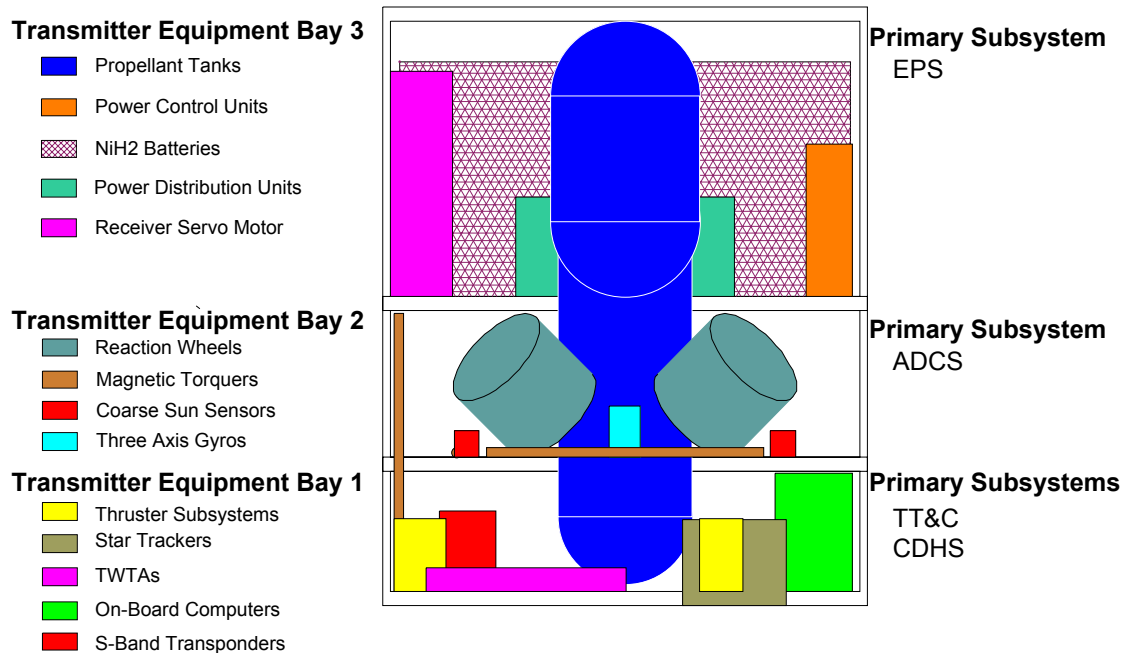 Transmitter Equipment Bay 3
Propellant Tanks
Power Control Units
NiH2 Batteries
Power Distribution Units
Receiver Servo Motor
Primary Subsystem
EPS
Transmitter Equipment Bay 2
Reaction Wheels
Magnetic Torquers
Coarse Sun Sensors
Three Axis Gyros
Primary Subsystem
ADCS
Transmitter Equipment Bay 1
Thruster Subsystems
Star Trackers
TWTAs
On-Board Computers
S-Band Transponders
Primary Subsystems
TT&C
CDHS